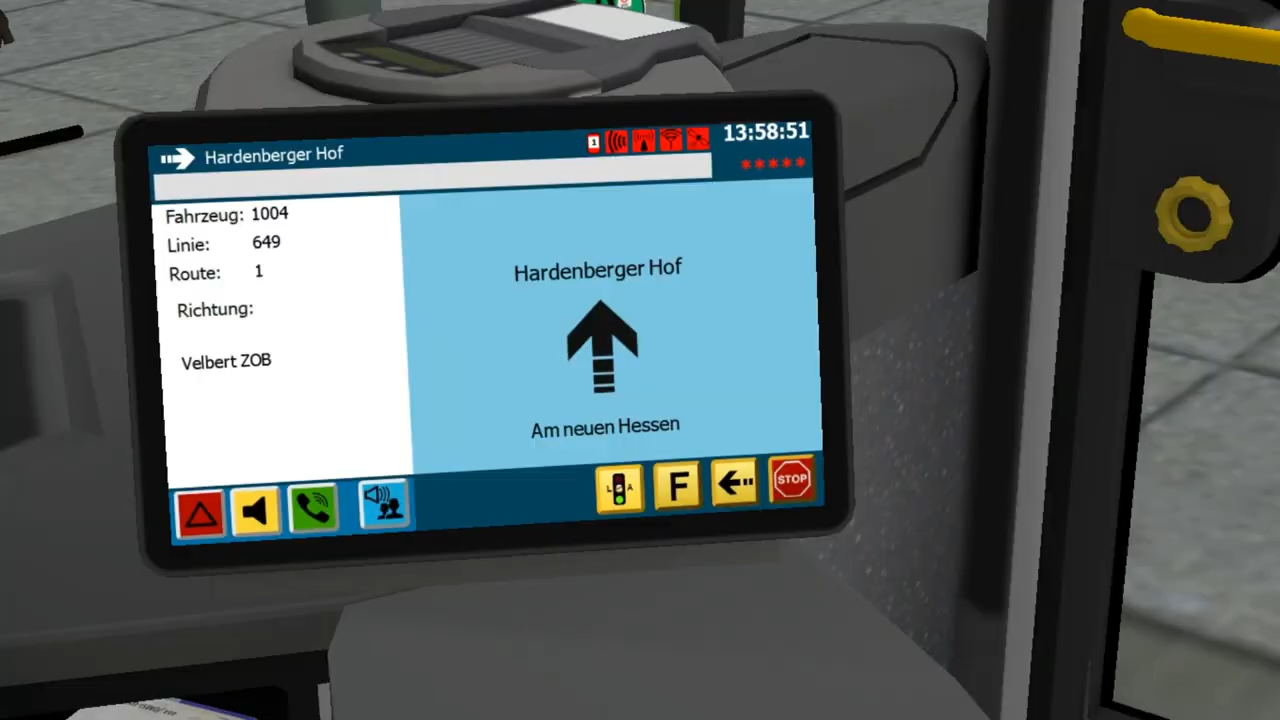 Hardenberger Hof
1
13:58:51
*****
Fahrzeug: 1004
Linie: 649
Route: 1
Richtung:
Velbert ZOB
Hardenberger Hof
Am neuen Hessen
L S A
F
STOP